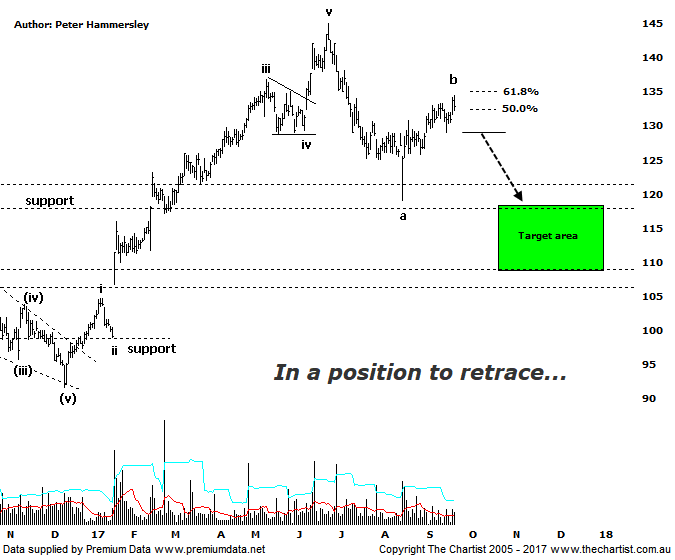 Author: Peter Hammersley
v
145
140
iii
b
61.8%
135
50.0%
130
iv
125
support
120
a
Target area
115
110
(iv)
i
105
100
ii
support
(iii)
95
In a position to retrace...
(v)
90
N D 17 F M A M J J A S O N D 18
Data supplied by Premium Data www.premiumdata.net
Copyright The Chartist 2005 - 2017 www.thechartist.com.au